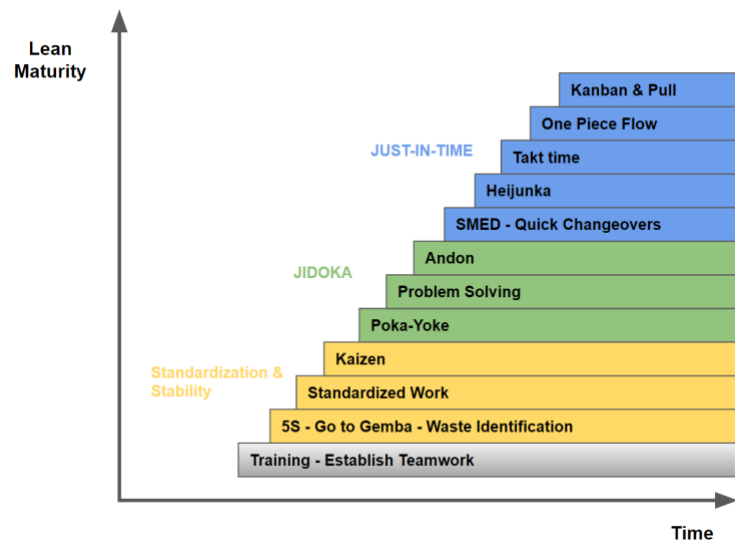 Lean
Maturity
Kanban & Pull
One Piece Flow
JUST-IN-TIME
Takt time
Heijunka
SMED - Quick Changeovers
Andon
JIDOKA
Problem Solving
Poka-Yoke
Kaizen
Standardization &
Stability
Standardized Work
5S - Go to Gemba - Waste Identification
Training - Establish Teamwork
Time